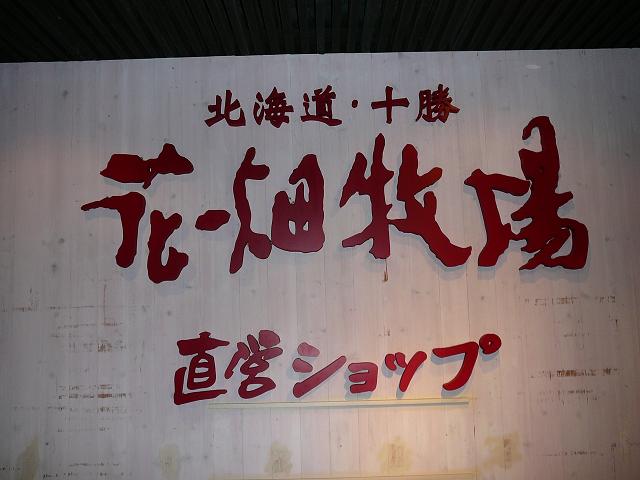 北海道・十勝
花畑牧場
直営ショップ